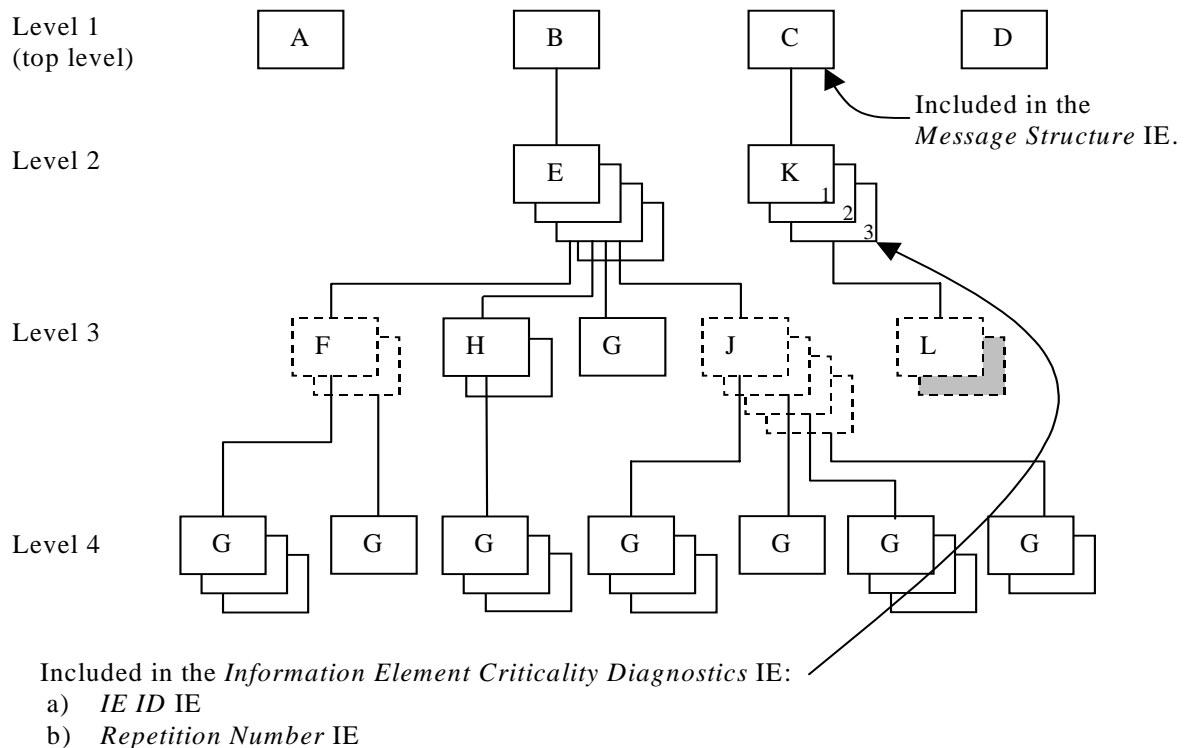 Level 1
(top level)
A
B
C
D
Included in the
Message Structure IE.
Level 2
E
K
1
2
3
Level 3
F
H
G
J
L
Level 4
G
G
G
G
G
G
G
Included in the Information Element Criticality Diagnostics IE:
a) IE ID IE
b) Repetition Number IE